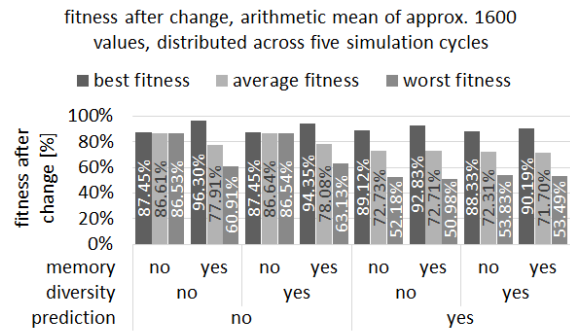 fitness after change, arithmetic mean of approx. 1600
values, distributed across five simulation cycles
best fitness average fitness worst fitness
fitness after
change [%]
100%
80%
60%
40%
20%
0%
87.45% 86.61% 86.53% 96.30% 77.91% 60.91% 87.45% 86.64% 86.54% 94.35% 78.08% 63.13% 89.12% 72.73% 52.18% 92.83% 72.71% 50.98% 88.33% 72.31% 53.83% 90.19% 71.70% 53.49%
memory no yes no yes no yes no yes
diversity no yes no yes
prediction no yes